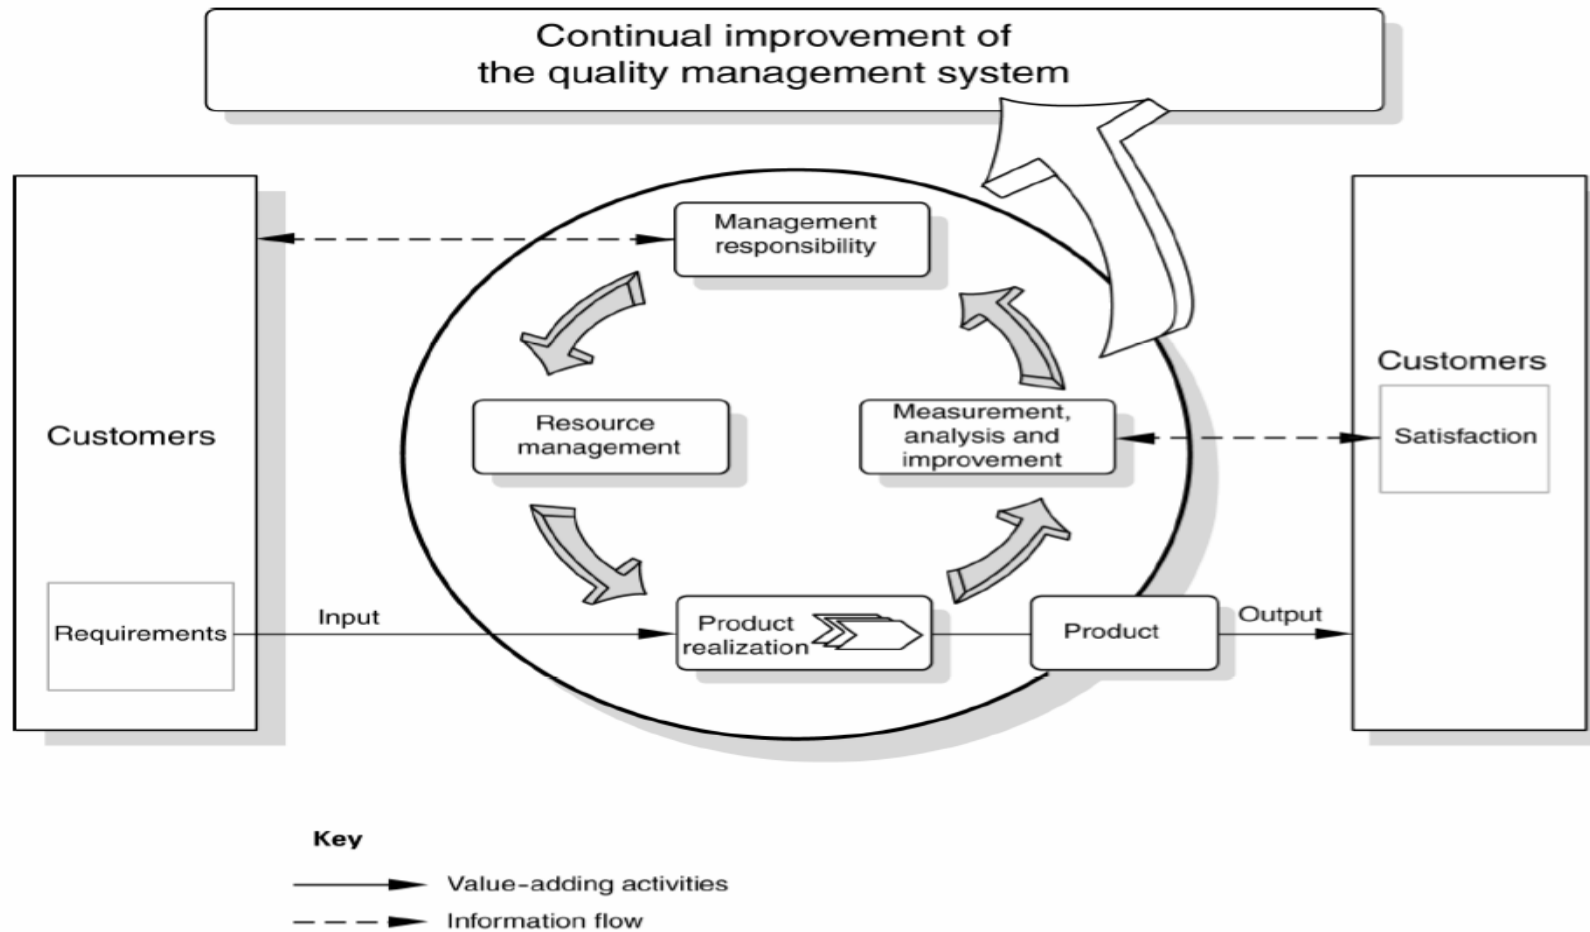 Continual improvement of
the quality management system
Management
responsibility
Customers
Resource
management
Measurement,
analysis and
improvement
Customers
Satisfaction
Requirements
Input
Product
realization
Product
Output
Key
Value-adding activities
Information flow